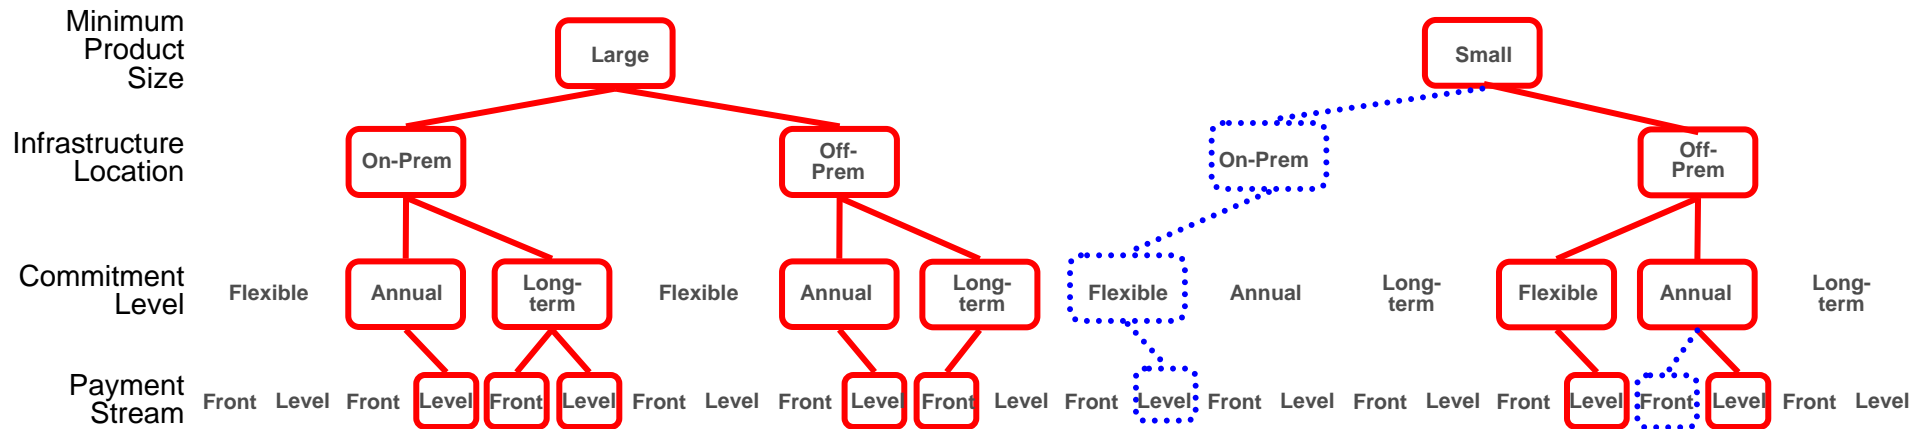 Minimum
Product
Size
Large
Small
Infrastructure
Location
On-Prem
Off-
Prem
On-Prem
Off-
Prem
Commitment
Level
Flexible
Annual
Long-
term
Flexible
Annual
Long-
term
Flexible
Annual
Long-
term
Flexible
Annual
Long-
term
Payment
Stream
Front
Level
Front
Level
Front
Level
Front
Level
Front
Level
Front
Level
Front
Level
Front
Level
Front
Level
Front
Level
Front
Level
Front
Level